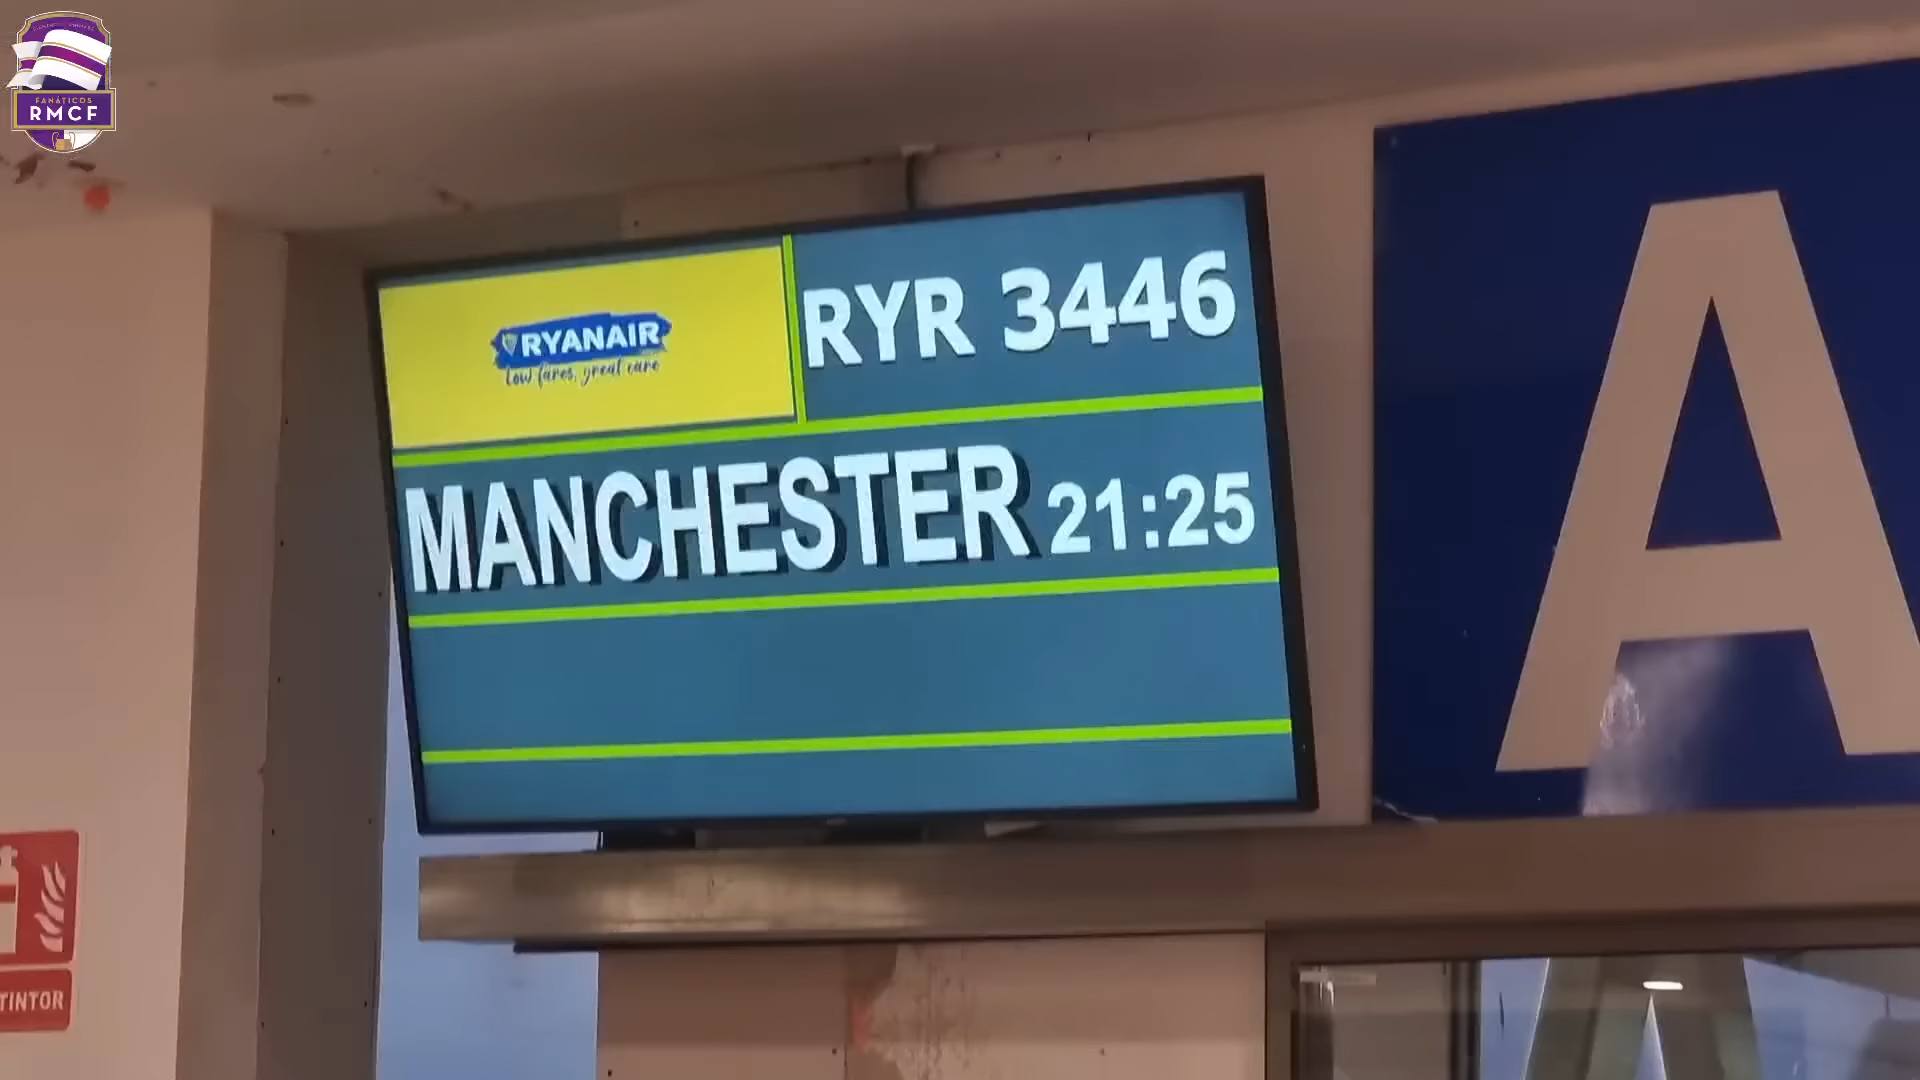 FANÁTICOS
RMCF
RYANAIR
low fares, great care
RYR 3446
MANCHESTER 21:25
A
TINTOR